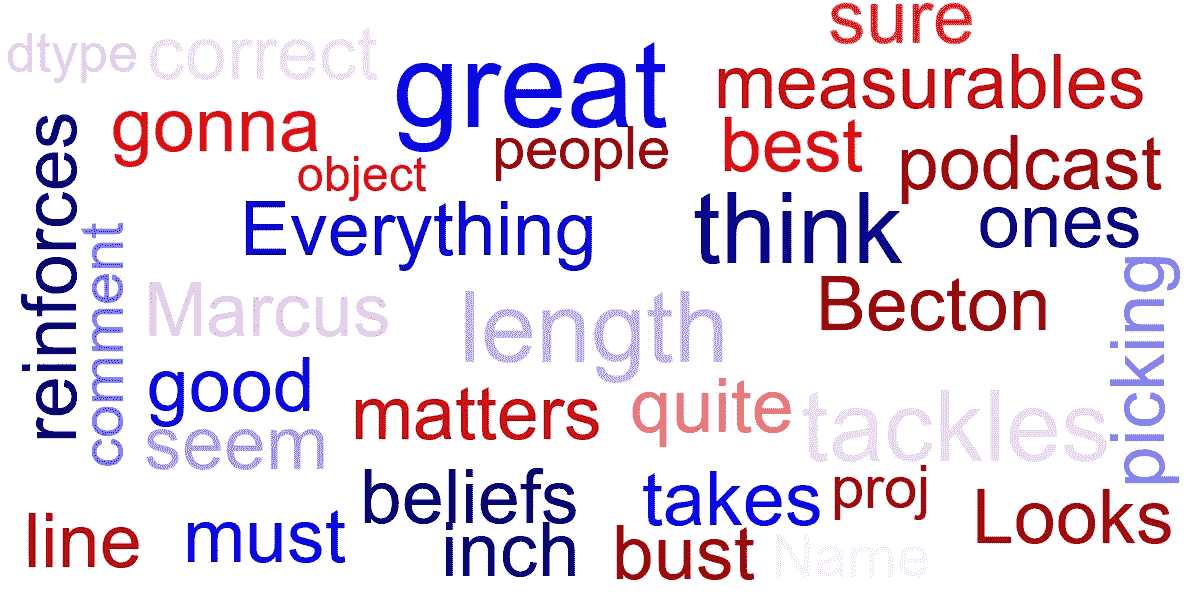 sure
dtype
correct
great
measurables
gonna
people
best
podcast
object
reinforces
comment
Everything
think
ones
Marcus
length
Becton
picking
good
seem
matters
quite
tackles
beliefs
takes
proj
Looks
line
must
inch
bust
Name